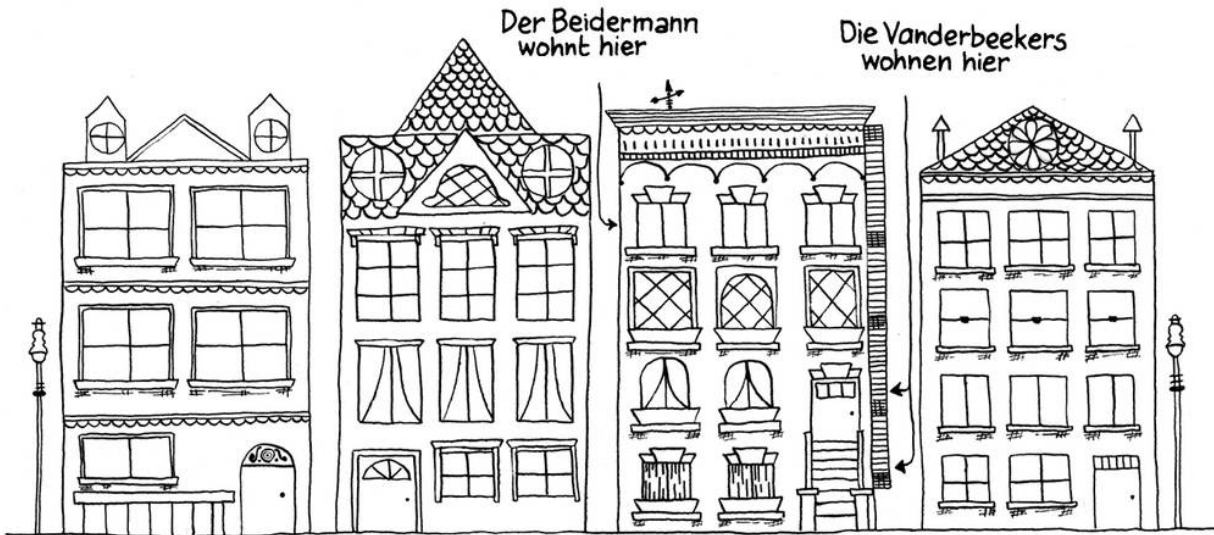 Der Beidermann
wohnt hier
Die Vanderbeekers
wohnen hier